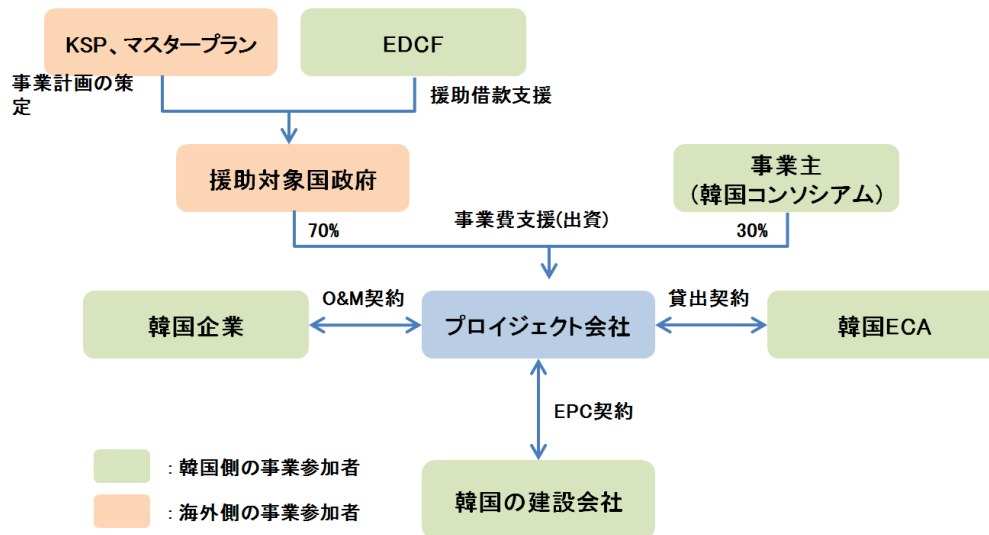 KSP、マスタープラン
EDCF
事業計画の策
定
援助借款支援
援助対象国政府
事業主
(韓国コンソシアム)
70%
事業費支援(出資)
30%
O&M契約
貸出契約
韓国企業
プロイジェクト会社
韓国ECA
EPC契約
：韓国側の事業参加者
韓国の建設会社
：海外側の事業参加者